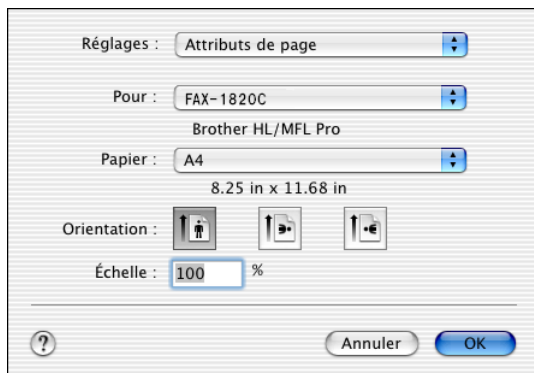 Réglages : Attributs de page
Pour : FAX-1820C
Brother HL/MFL Pro
Papier : A4
8.25 in x 11.68 in
Orientation :
Échelle : 100 %
? Annuler OK